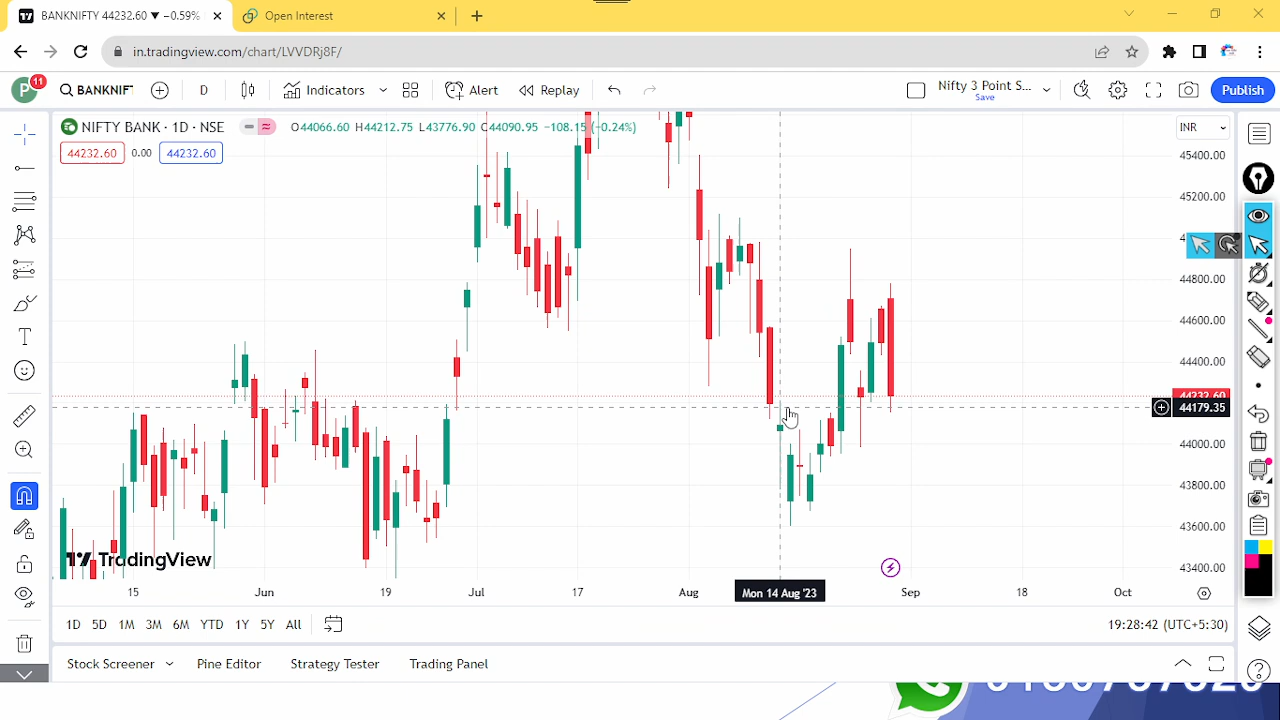 BANKNIFTY 44232.60 ▼ −0.59%
Open Interest
in.tradingview.com/chart/LVVDRj8F/
P
11
BANKNIF
D
Indicators
Alert
Replay
Nifty 3 Point S...
Save
Publish
NIFTY BANK · 1D · NSE
O44066.60 H44212.75 L43776.90 C44090.95 −108.15 (−0.24%)
INR
44232.60
0.00
44232.60
45400.00
45200.00
44800.00
44600.00
44400.00
44232.60
44179.35
44000.00
43800.00
43600.00
43400.00
TradingView
15
Jun
19
Jul
17
Aug
Mon 14 Aug '23
Sep
18
Oct
1D 5D 1M 3M 6M YTD 1Y 5Y All
19:28:42 (UTC+5:30)
Stock Screener
Pine Editor
Strategy Tester
Trading Panel